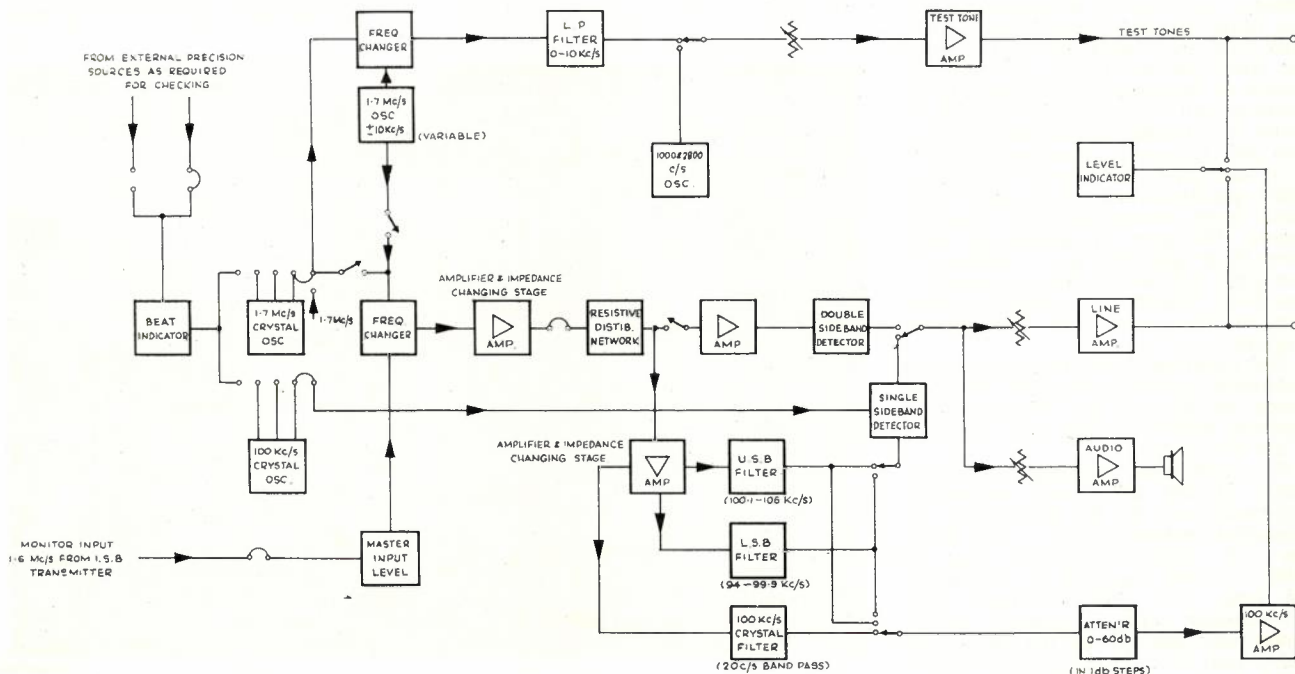 FROM EXTERNAL PRECISION
SOURCES AS REQUIRED
FOR CHECKING
FREQ
CHANGER
L P
FILTER
0-10Kc/s
TEST TONE
AMP.
TEST TONES
1·7 Mc/s
OSC
±10Kc/s
(VARIABLE)
1000&2800
c/s
OSC.
LEVEL
INDICATOR
BEAT
INDICATOR
1·7 Mc/s
CRYSTAL
OSC
1·7Mc/s
FREQ
CHANGER
AMPLIFIER & IMPEDANCE
CHANGING STAGE
AMP.
RESISTIVE
DISTIB.
NETWORK
AMP.
DOUBLE
SIDEBAND
DETECTOR
LINE
AMP.
SINGLE
SIDEBAND
DETECTOR
100 Kc/s
CRYSTAL
OSC.
AMPLIFIER & IMPEDANCE
CHANGING STAGE
AMP
U.S.B
FILTER
(100·1-106 Kc/s)
AUDIO
AMP.
MONITOR INPUT
1·6 Mc/s FROM I.S.B
TRANSMITTER
MASTER
INPUT
LEVEL
L.S.B
FILTER
(94-99·9 Kc/s)
100 Kc/s
CRYSTAL
FILTER
(20c/s BAND PASS)
ATTEN'R
0-60db
(IN 1db STEPS)
100 Kc/s
AMP